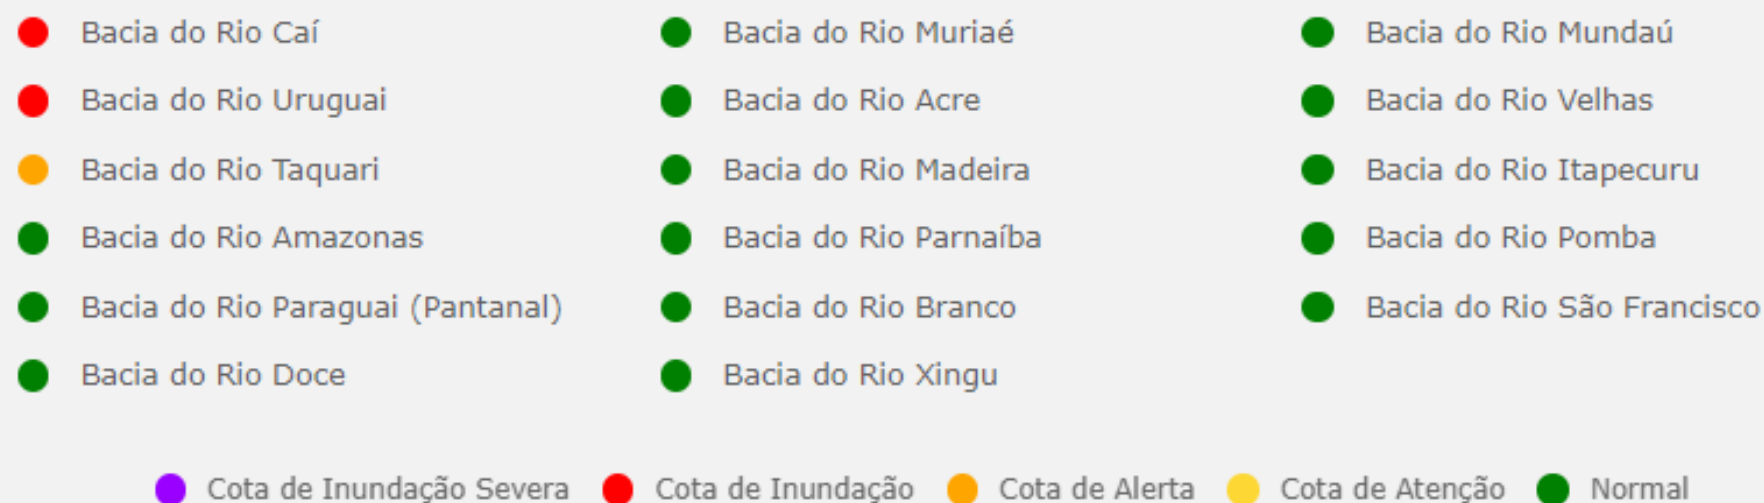 Bacia do Rio Caí
Bacia do Rio Uruguai
Bacia do Rio Taquari
Bacia do Rio Amazonas
Bacia do Rio Paraguai (Pantanal)
Bacia do Rio Doce
Bacia do Rio Muriaé
Bacia do Rio Acre
Bacia do Rio Madeira
Bacia do Rio Parnaíba
Bacia do Rio Branco
Bacia do Rio Xingu
Bacia do Rio Mundaú
Bacia do Rio Velhas
Bacia do Rio Itapecuru
Bacia do Rio Pomba
Bacia do Rio São Francisco
Cota de Inundação Severa
Cota de Inundação
Cota de Alerta
Cota de Atenção
Normal